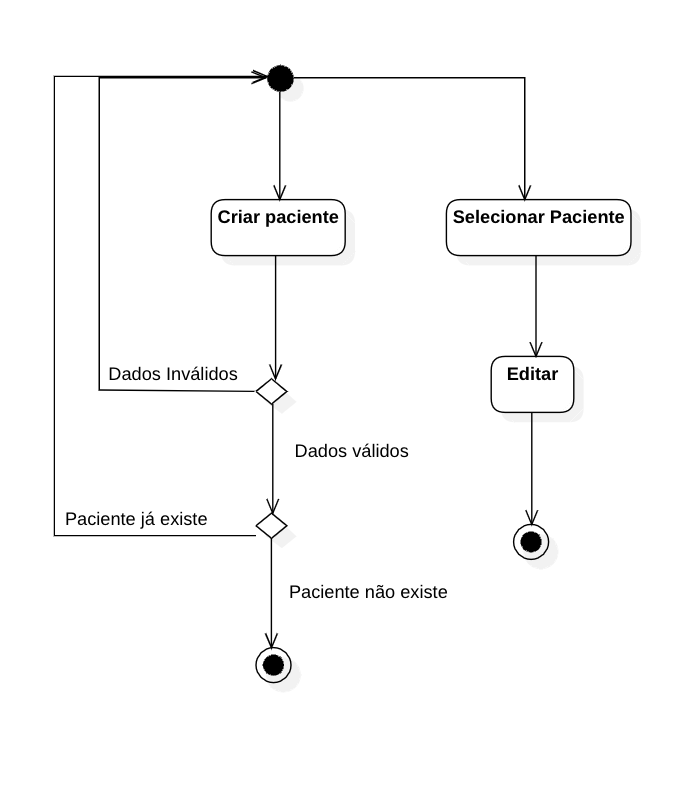 Criar paciente
Selecionar Paciente
Dados Inválidos
Editar
Dados válidos
Paciente já existe
Paciente não existe